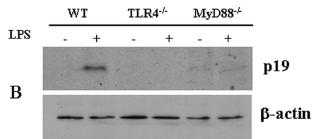 WT TLR4-/- MyD88-/-
LPS - + - + - +
p19
B
β-actin